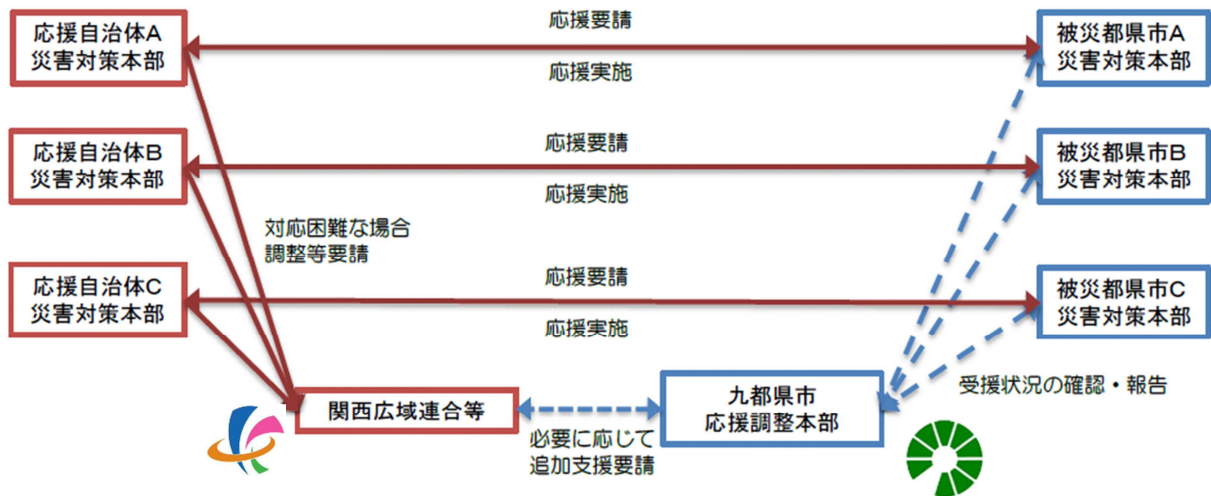 応援自治体A
災害対策本部
応援要請
応援実施
被災都県市A
災害対策本部
応援自治体B
災害対策本部
応援要請
応援実施
被災都県市B
災害対策本部
対応困難な場合
調整等要請
応援自治体C
災害対策本部
応援要請
応援実施
被災都県市C
災害対策本部
関西広域連合等
必要に応じて
追加支援要請
九都県市
応援調整本部
受援状況の確認・報告